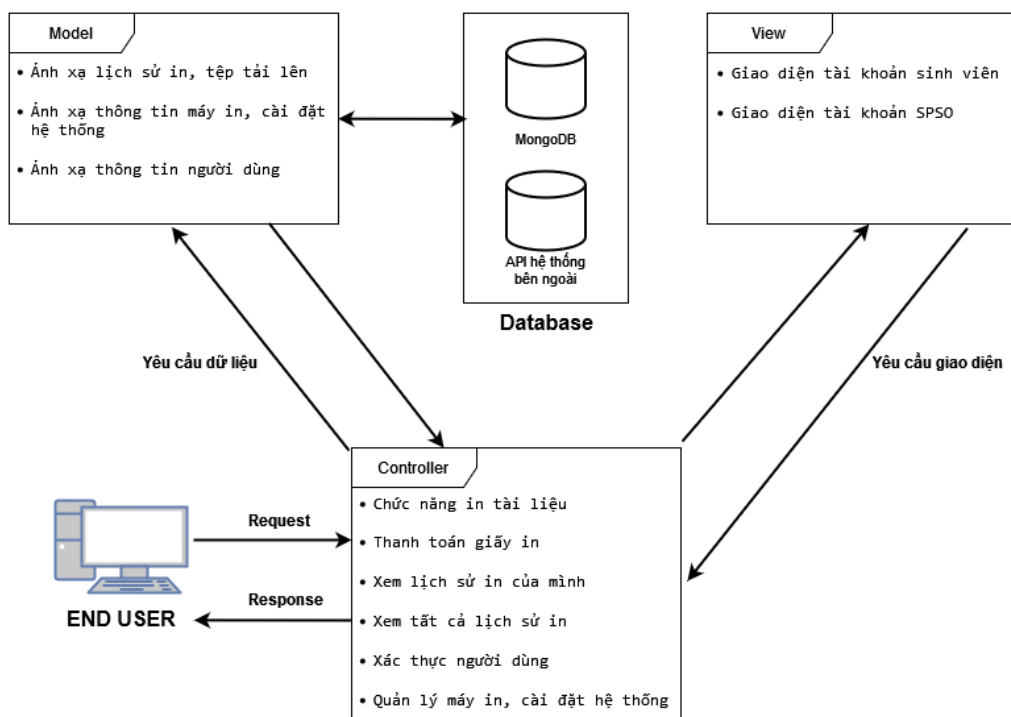 Model
• Ánh xạ lịch sử in, tệp tải lên
• Ánh xạ thông tin máy in, cài đặt
hệ thống
• Ánh xạ thông tin người dùng
MongoDB
API hệ thống
bên ngoài
Database
View
• Giao diện tài khoản sinh viên
• Giao diện tài khoản SPSO
Yêu cầu dữ liệu
Yêu cầu giao diện
Request
Response
END USER
Controller
• Chức năng in tài liệu
• Thanh toán giấy in
• Xem lịch sử in của mình
• Xem tất cả lịch sử in
• Xác thực người dùng
• Quản lý máy in, cài đặt hệ thống